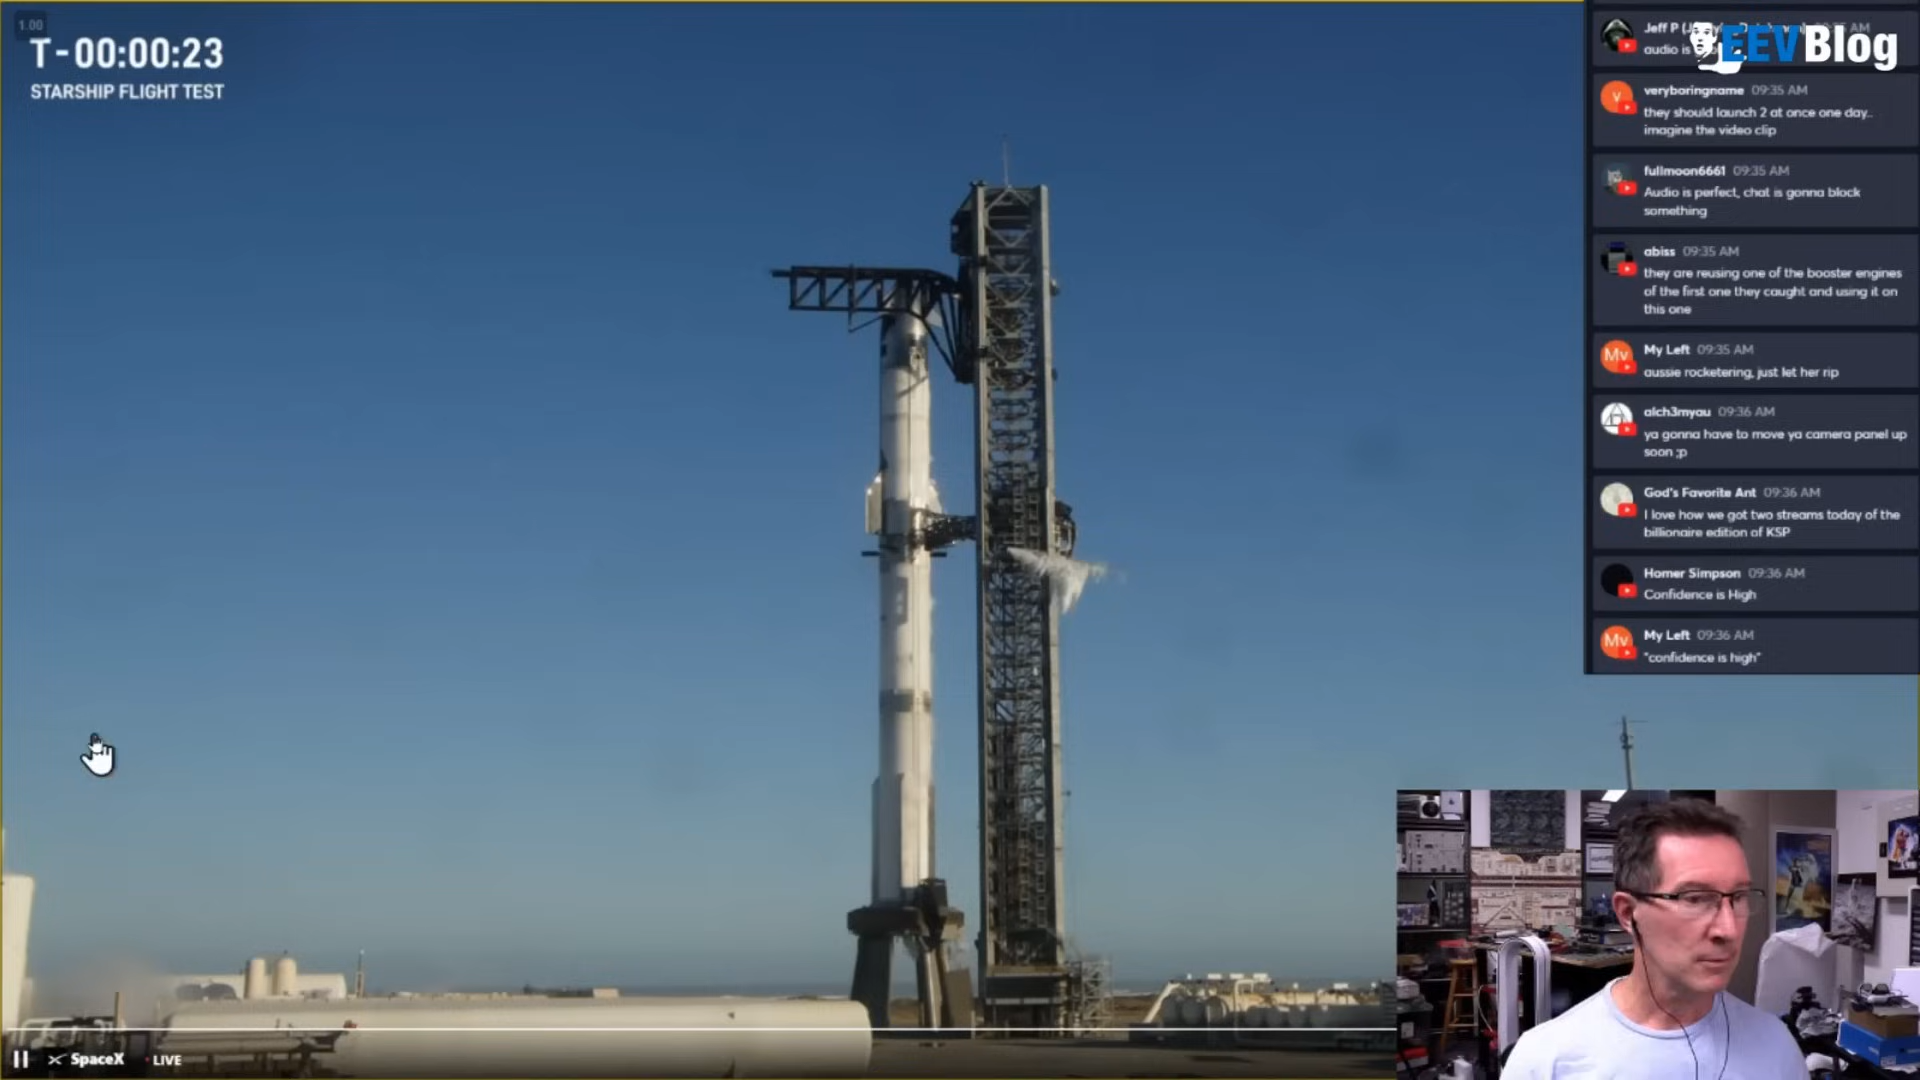 1.00
T-00:00:23
STARSHIP FLIGHT TEST
EEVBlog
Jeff P
audio is
veryboringname 09:35 AM
they should launch 2 at once one day..
imagine the video clip
fullmoon6661 09:35 AM
Audio is perfect, chat is gonna block
something
abiss 09:35 AM
they are reusing one of the booster engines
of the first one they caught and using it on
this one
My Left 09:35 AM
aussie rocketering, just let her rip
alch3myau 09:36 AM
ya gonna have to move ya camera panel up
soon ;p
God's Favorite Ant 09:36 AM
I love how we got two streams today of the
billionaire edition of KSP
Homer Simpson 09:36 AM
Confidence is High
My Left 09:36 AM
"confidence is high"
SpaceX LIVE